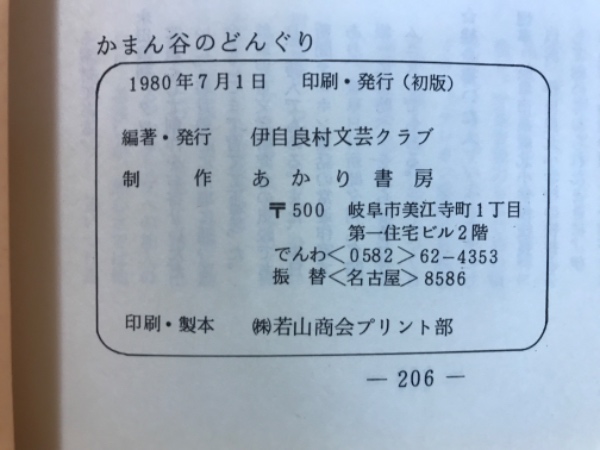 かまん谷のどんぐり
1980年7月1日 印刷・発行（初版）
編著・発行 伊自良村文芸クラブ
制作 あかり書房
〒500 岐阜市美江寺町1丁目
第一住宅ビル2階
でんわ＜0582＞62－4353
振替＜名古屋＞8586
印刷・製本 ㈱若山商会プリント部
— 206 —